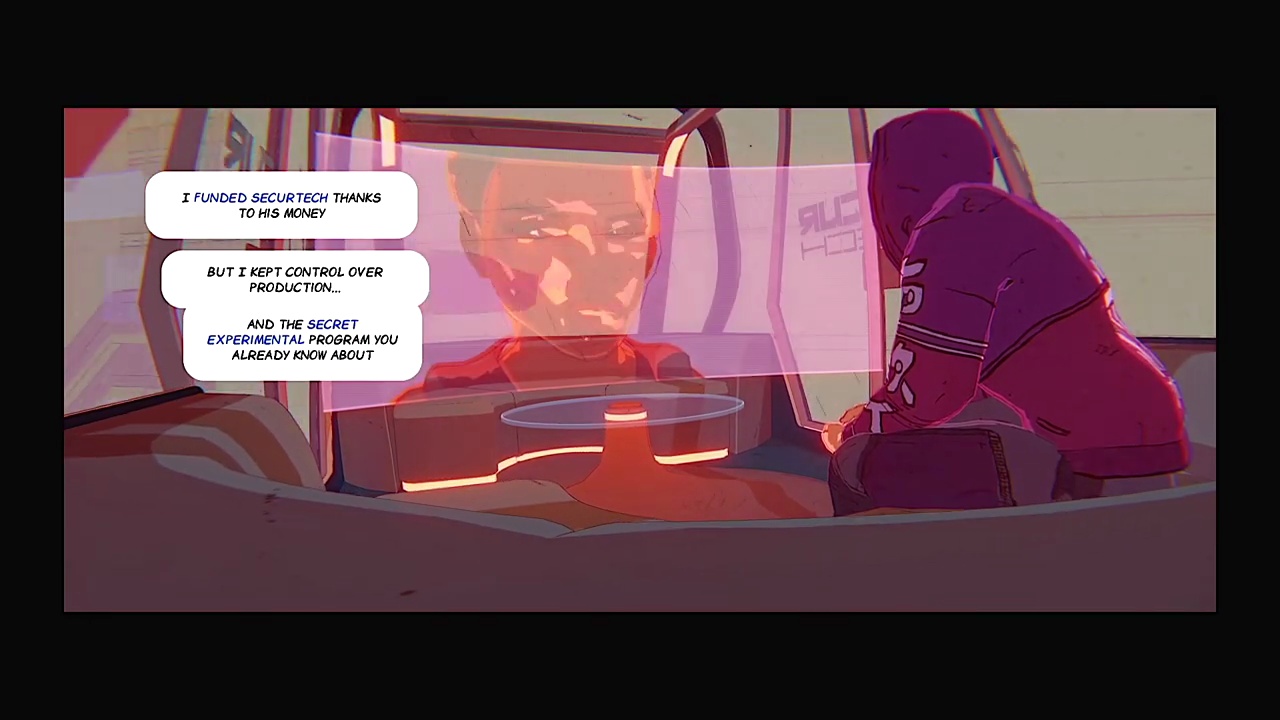 I FUNDED SECURTECH THANKS
TO HIS MONEY
BUT I KEPT CONTROL OVER
PRODUCTION...
AND THE SECRET
EXPERIMENTAL PROGRAM YOU
ALREADY KNOW ABOUT